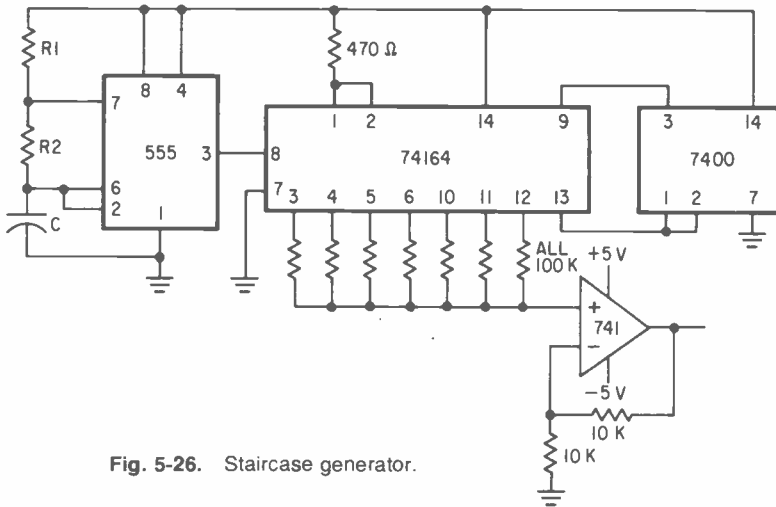 R1
470 Ω
8 4
7
1 2 14 9
3 14
R2
555
3
8
74164
7400
6
2
7
3 4 5 6 10 11 12 13
1 2 7
C
1
ALL
100 K
+5 V
+
741
−
−5 V
10 K
10 K
Fig. 5-26. Staircase generator.